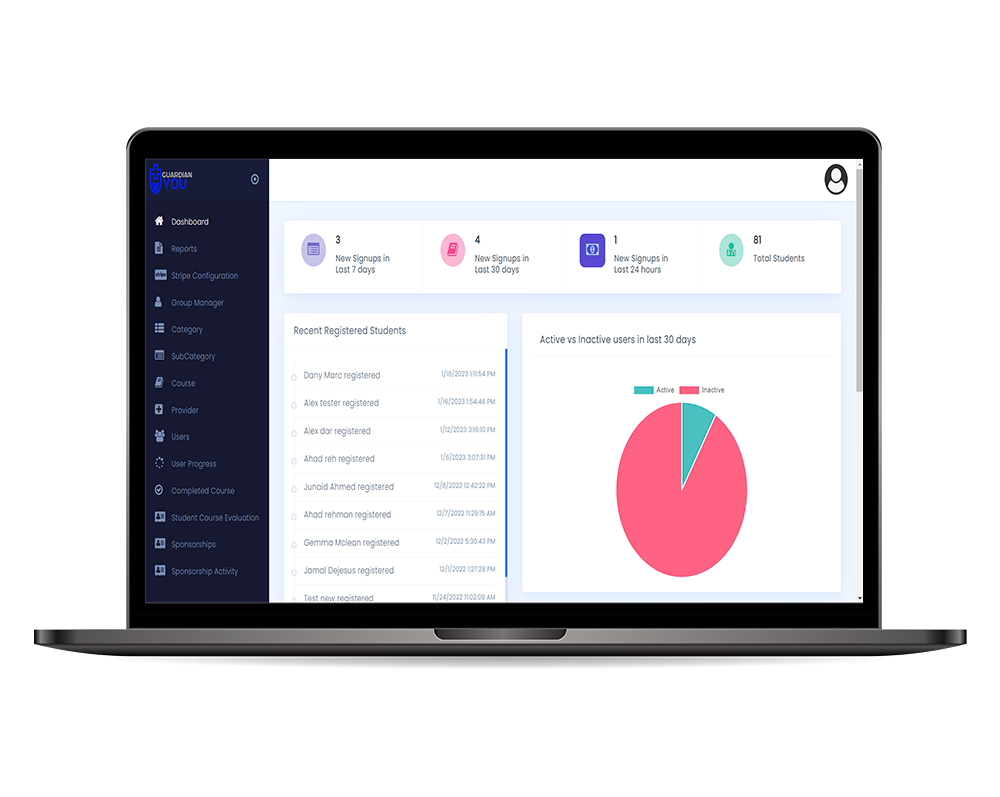 GUARDIAN
YOU
Dashboard
Reports
Stripe Configuration
Group Manager
Category
SubCategory
Course
Provider
Users
User Progress
Completed Course
Student Course Evaluation
Sponsorships
Sponsorship Activity
3
New Signups in
Last 7 days
4
New Signups in
Last 30 days
1
New Signups in
Last 24 hours
81
Total Students
Recent Registered Students
Dany Marc registered 1/18/2023 1:11:54 PM
Alex tester registered 1/16/2023 1:54:46 PM
Alex dar registered 1/12/2023 3:16:10 PM
Ahad reh registered 1/6/2023 3:07:31 PM
Junaid Ahmed registered 12/8/2022 12:42:22 PM
Ahad rehman registered 12/7/2022 11:29:15 AM
Gemma Mclean registered 12/2/2022 5:30:43 PM
Jamal Dejesus registered 12/1/2022 1:27:28 PM
Test new registered 11/24/2022 11:02:09 AM
Active vs Inactive users in last 30 days
Active Inactive